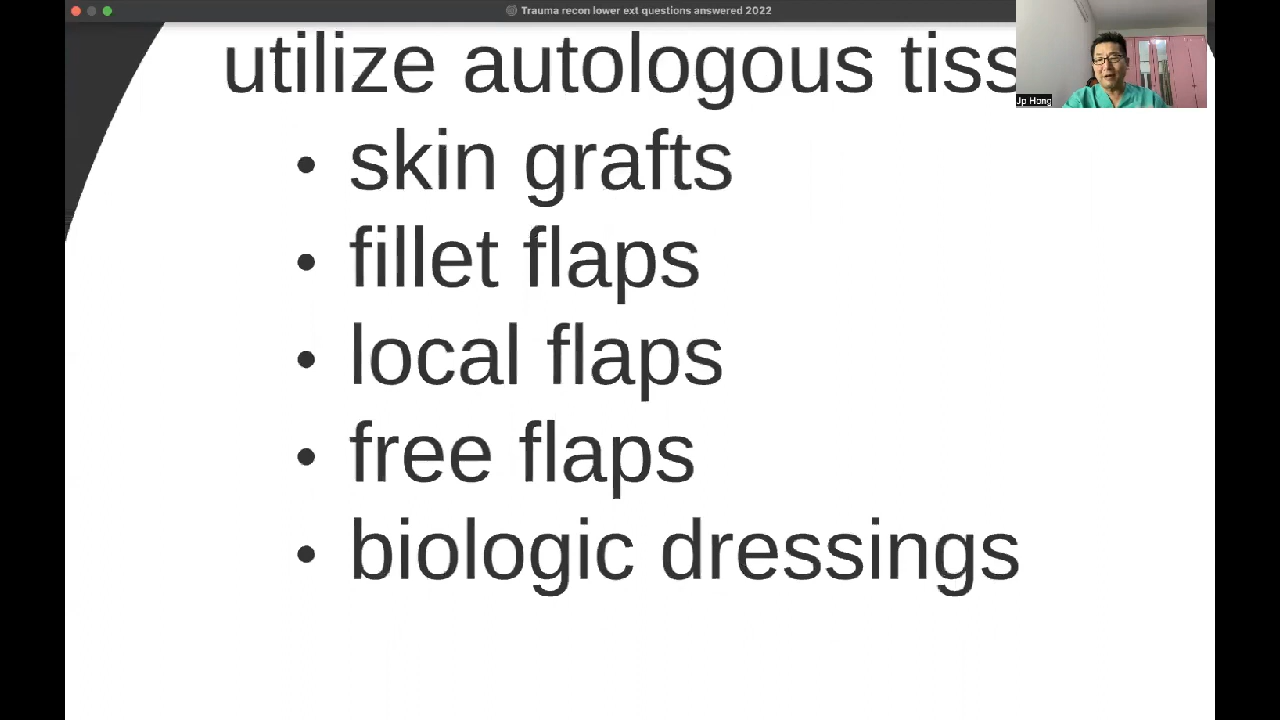 Trauma recon lower ext questions answered 2022
utilize autologous tiss
Jp Hong
• skin grafts
• fillet flaps
• local flaps
• free flaps
• biologic dressings